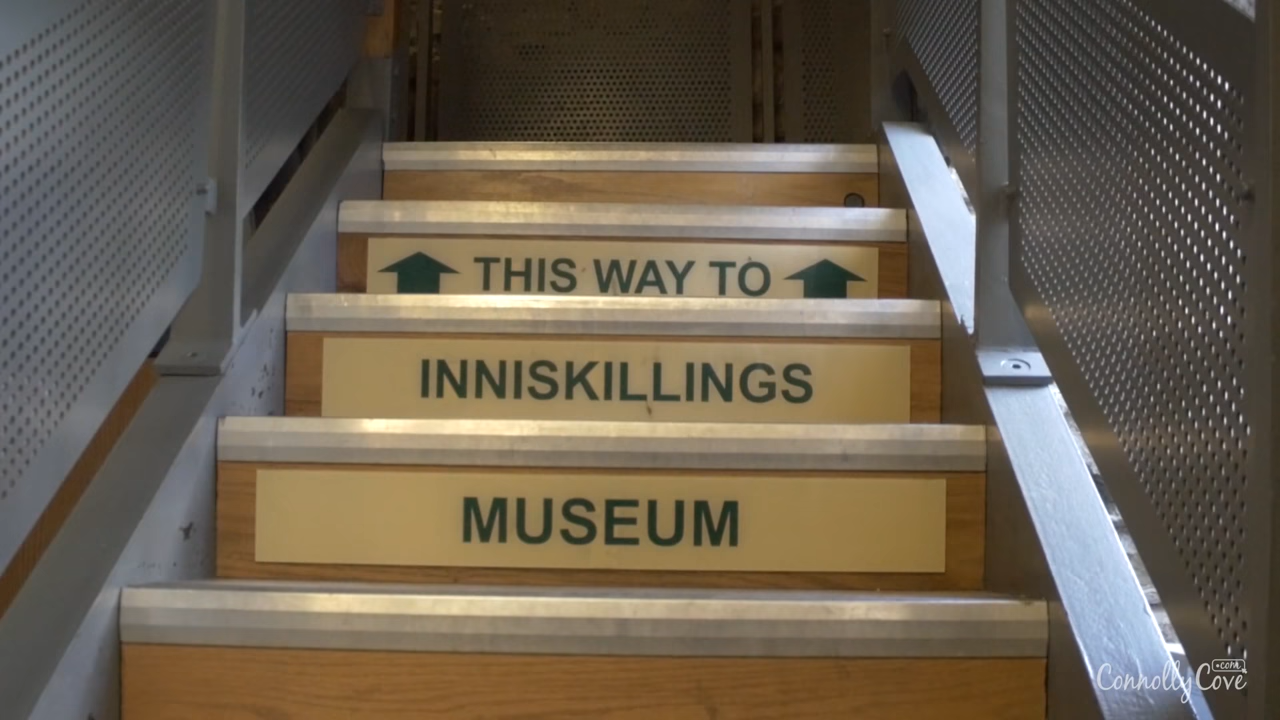 THIS WAY TO
INNISKILLINGS
MUSEUM
ConnollyCove
.com